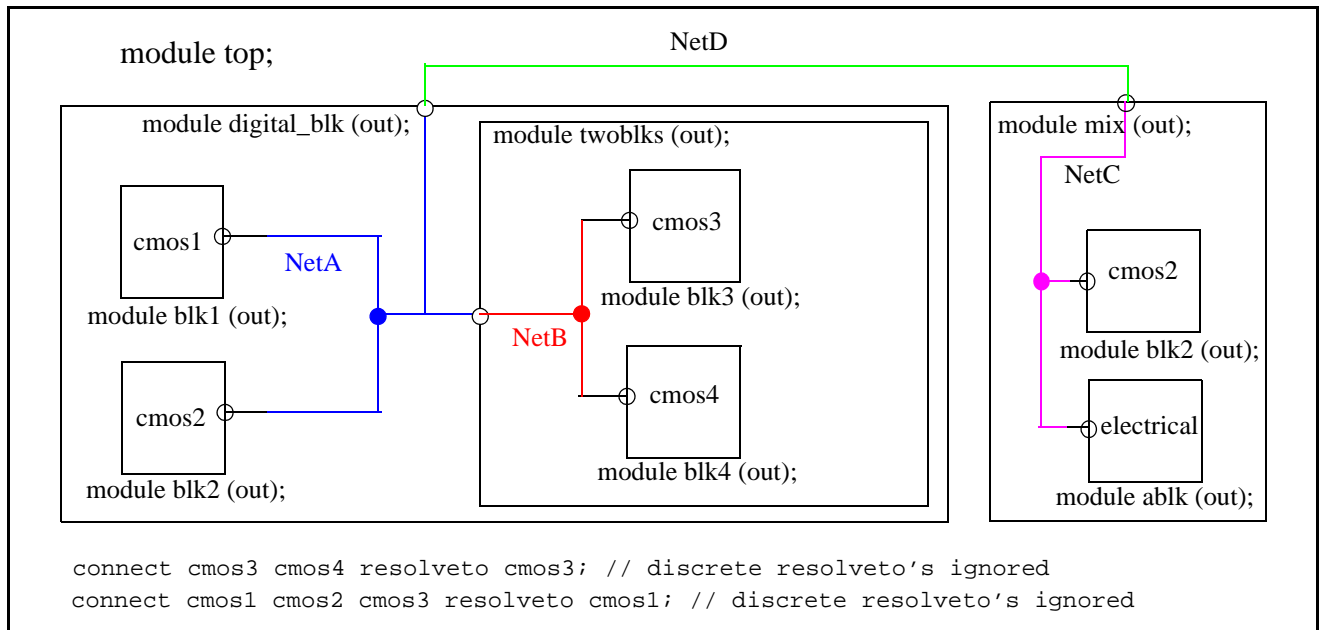 module top;
NetD
module digital_blk (out);
module twoblks (out);
module mix (out);
cmos1
NetA
module blk1 (out);
cmos2
module blk2 (out);
cmos3
module blk3 (out);
NetB
cmos4
module blk4 (out);
NetC
cmos2
module blk2 (out);
electrical
module ablk (out);
connect cmos3 cmos4 resolveto cmos3; // discrete resolveto’s ignored
connect cmos1 cmos2 cmos3 resolveto cmos1; // discrete resolveto’s ignored